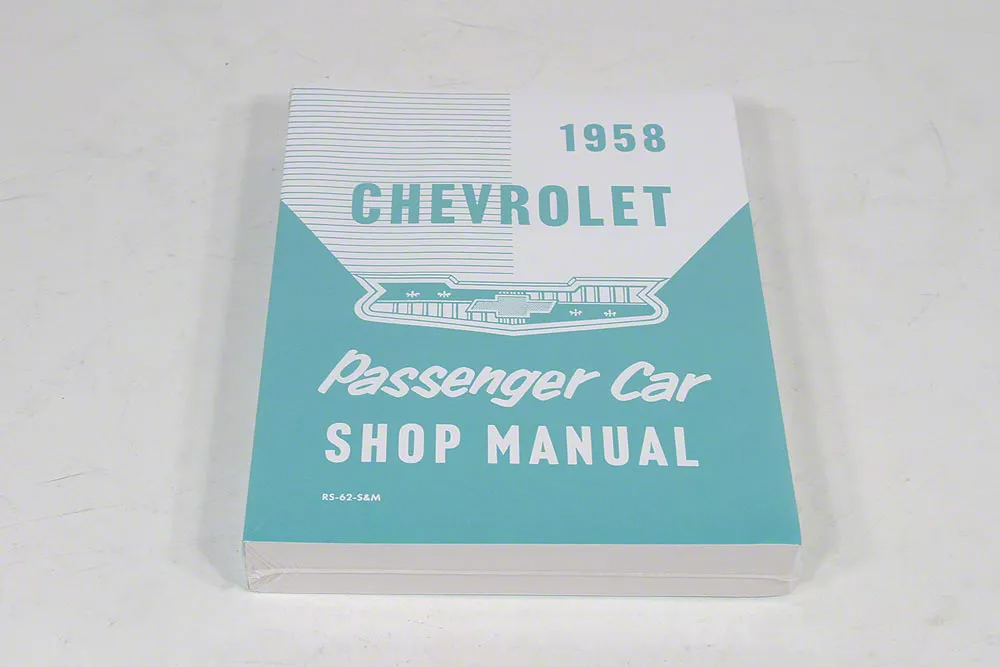 1958
CHEVROLET
Passenger Car
SHOP MANUAL
RS-62-S&M